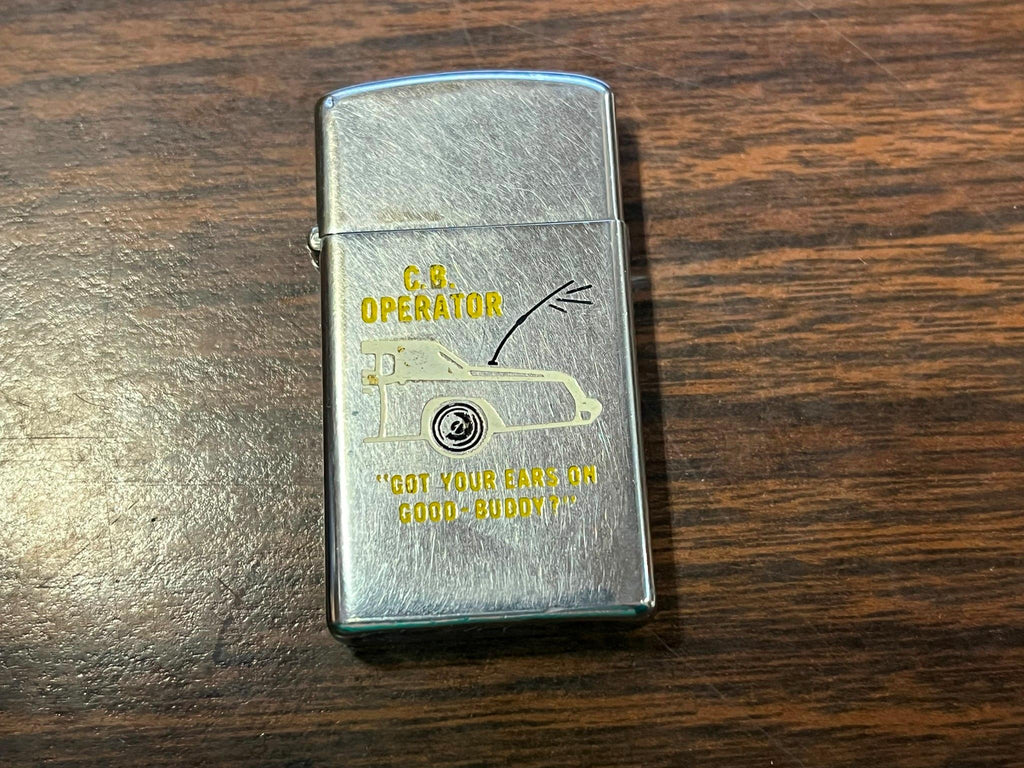 C.B.
OPERATOR
"GOT YOUR EARS ON
GOOD-BUDDY?"